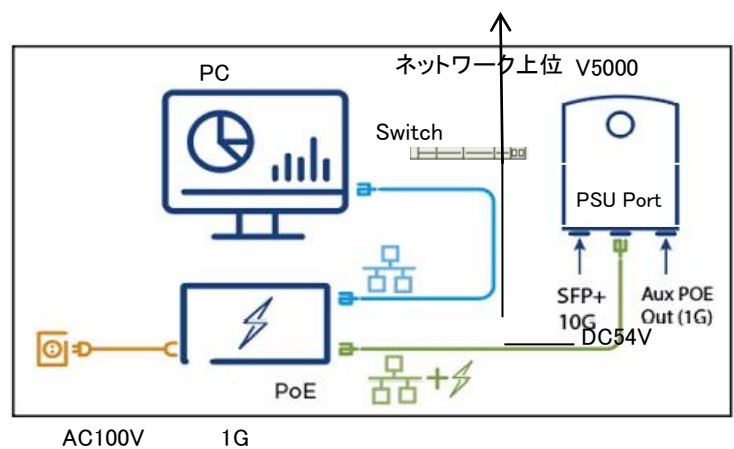 ネットワーク上位 V5000
PC
Switch
PSU Port
SFP+
10G
Aux POE
Out (1G)
DC54V
PoE
AC100V 1G